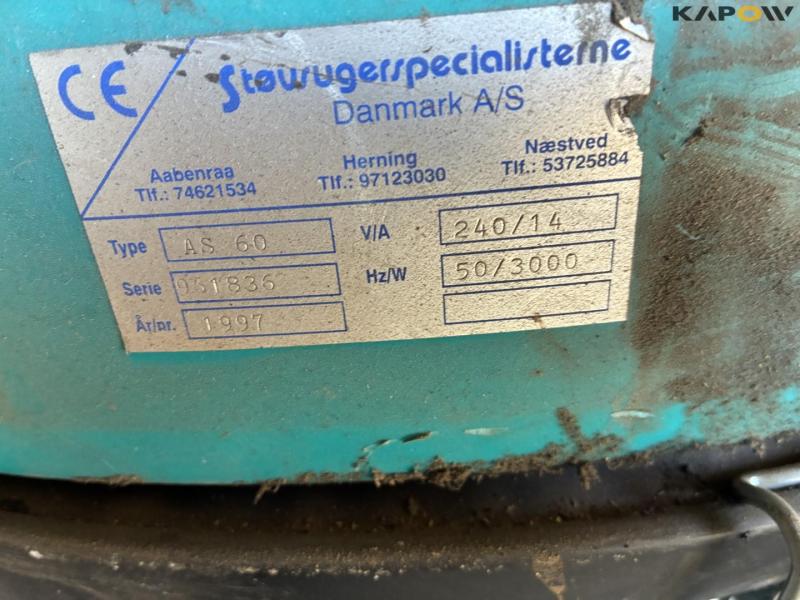 KAPOW
CE
Støvsugerspecialisterne
Danmark A/S
Aabenraa
Tlf.: 74621534
Herning
Tlf.: 97123030
Næstved
Tlf.: 53725884
Type AS 60
V/A 240/14
Serie 951836
Hz/W 50/3000
År/nr. 1997